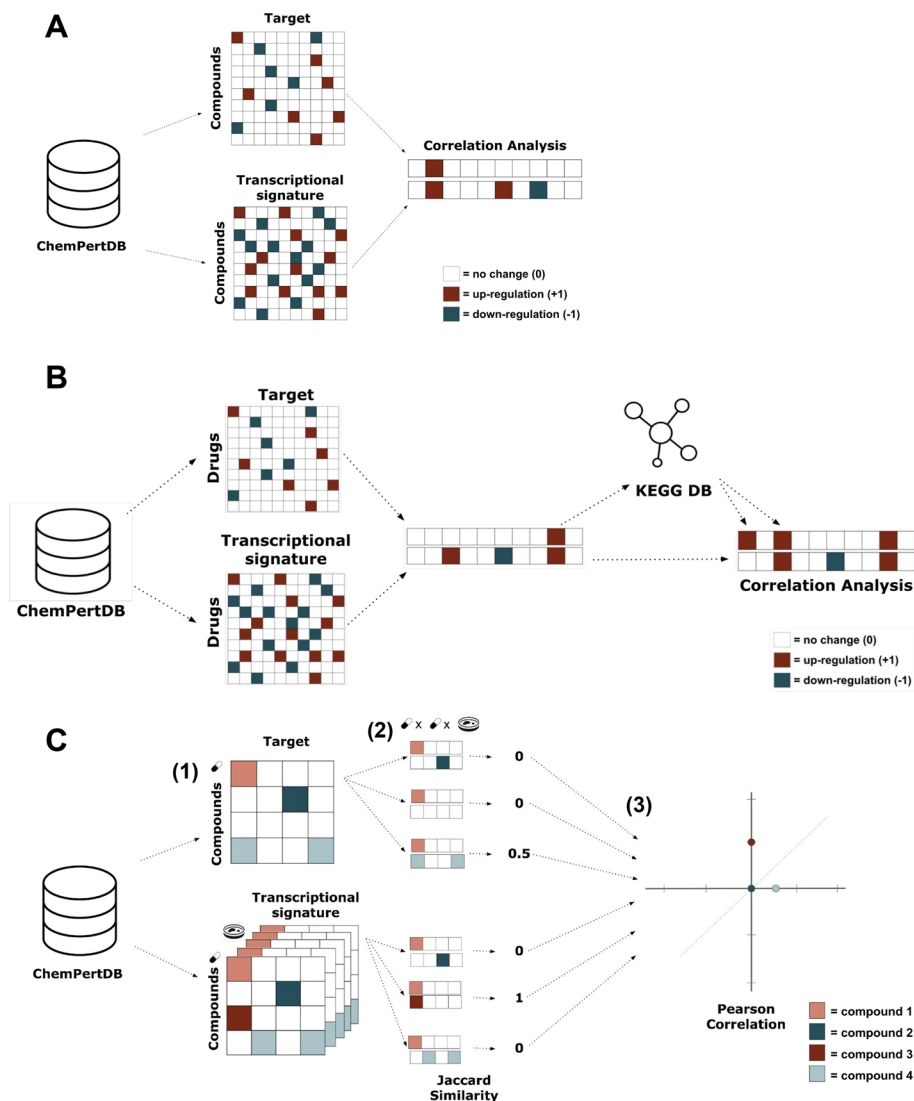 A
Target
Compounds
ChemPertDB
Transcriptional
signature
Compounds
Correlation Analysis
= no change (0)
= up-regulation (+1)
= down-regulation (-1)
B
Target
Drugs
ChemPertDB
Transcriptional
signature
Drugs
KEGG DB
Correlation Analysis
= no change (0)
= up-regulation (+1)
= down-regulation (-1)
C
Target
(1)
Compounds
ChemPertDB
Transcriptional
signature
Compounds
(2)
x x
0
0
0.5
0
1
0
Jaccard
Similarity
(3)
Pearson
Correlation
= compound 1
= compound 2
= compound 3
= compound 4